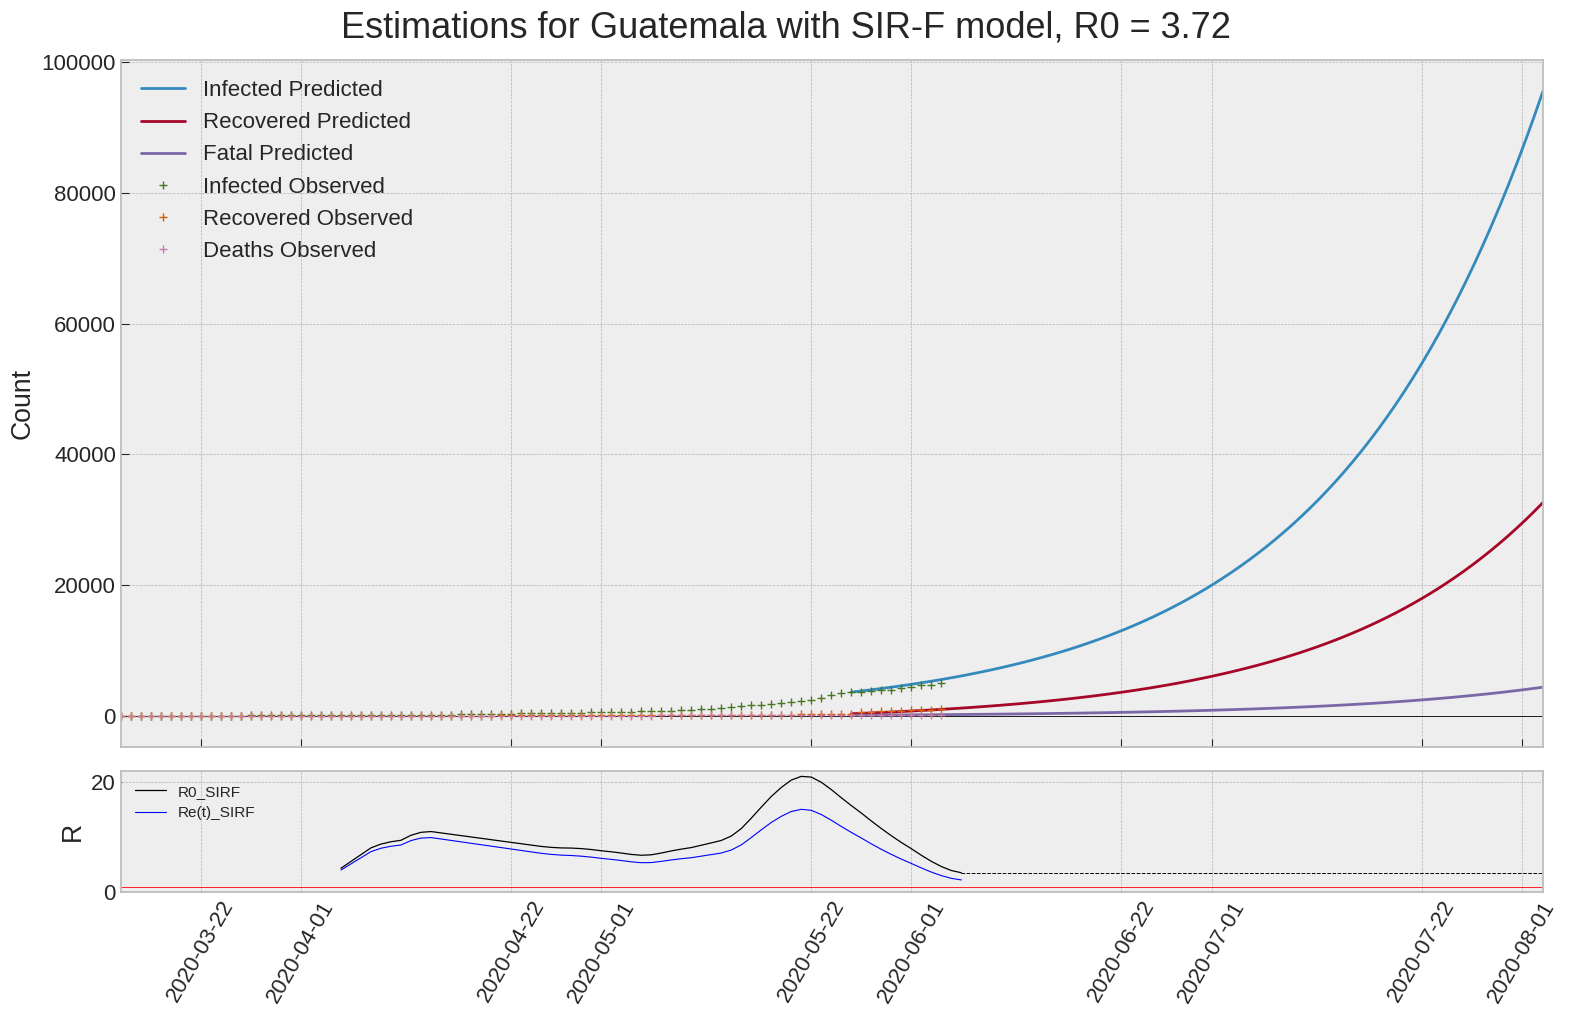 Estimations for Guatemala with SIR-F model, R0 = 3.72
100000
80000
60000
40000
20000
0
Count
Infected Predicted
Recovered Predicted
Fatal Predicted
Infected Observed
Recovered Observed
Deaths Observed
20
0
R
R0_SIRF
Re(t)_SIRF
2020-03-22
2020-04-01
2020-04-22
2020-05-01
2020-05-22
2020-06-01
2020-06-22
2020-07-01
2020-07-22
2020-08-01